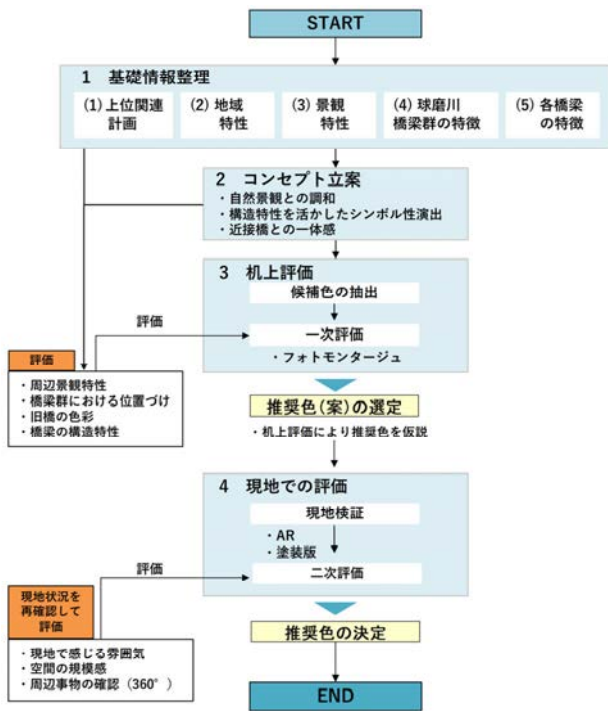 START
1 基礎情報整理
(1)上位関連
計画
(2)地域
特性
(3)景観
特性
(4)球磨川
橋梁群の特徴
(5)各橋梁
の特徴
2 コンセプト立案
・自然景観との調和
・構造特性を活かしたシンボル性演出
・近接橋との一体感
3 机上評価
候補色の抽出
評価
一次評価
・フォトモンタージュ
評価
・周辺景観特性
・橋梁群における位置づけ
・旧橋の色彩
・橋梁の構造特性
推奨色(案)の選定
・机上評価により推奨色を仮説
4 現地での評価
現地検証
・AR
・塗装版
評価
二次評価
現地状況を
再確認して
評価
・現地で感じる雰囲気
・空間の規模感
・周辺事物の確認(360°)
推奨色の決定
END